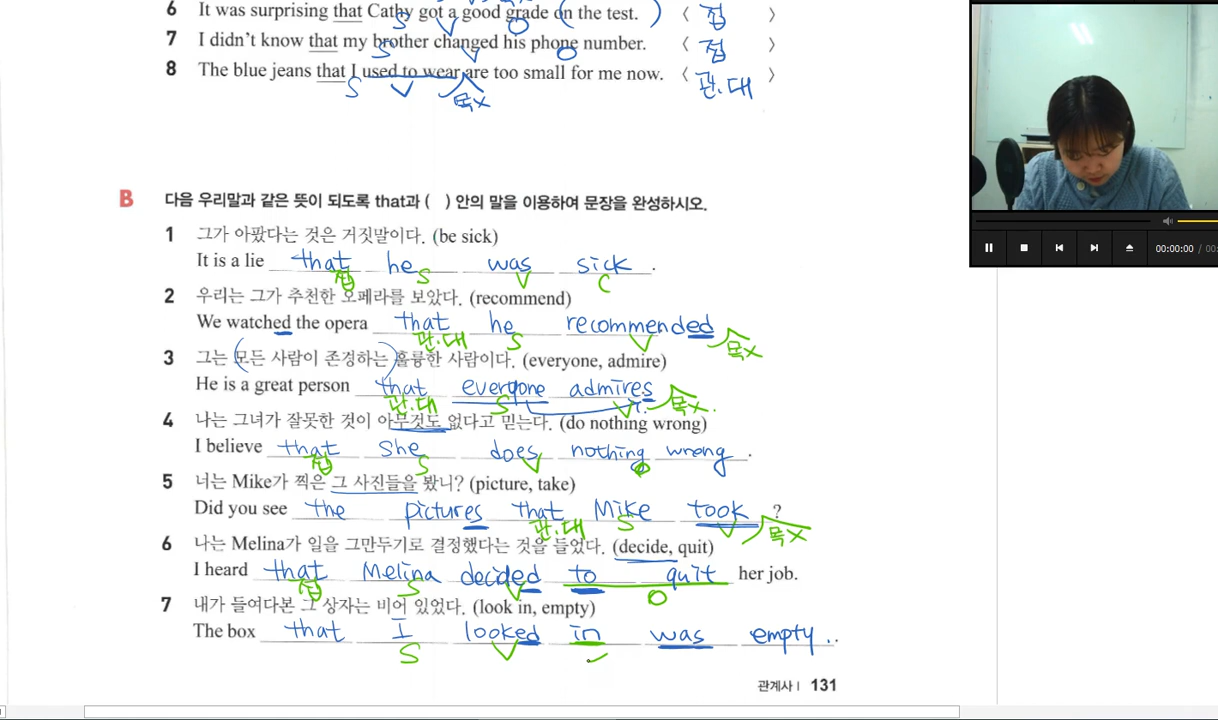 6 It was surprising that Cathy got a good grade on the test. 〈 접 〉
S V O
7 I didn't know that my brother changed his phone number. 〈 접 〉
S V O
8 The blue jeans that I used to wear are too small for me now. 〈 관.대 〉
S V 목X
B 다음 우리말과 같은 뜻이 되도록 that과 ( ) 안의 말을 이용하여 문장을 완성하시오.
1 그가 아팠다는 것은 거짓말이다. (be sick)
It is a lie that he was sick.
접 S V C
2 우리는 그가 추천한 오페라를 보았다. (recommend)
We watched the opera that he recommended
관.대 S V 목X
3 그는 모든 사람이 존경하는 훌륭한 사람이다. (everyone, admire)
He is a great person that everyone admires.
관.대 S V 목X.
4 나는 그녀가 잘못한 것이 아무것도 없다고 믿는다. (do nothing wrong)
I believe that she does nothing wrong.
접 S V O
5 너는 Mike가 찍은 그 사진들을 봤니? (picture, take)
Did you see the pictures that Mike took ?
관.대 S V 목X
6 나는 Melina가 일을 그만두기로 결정했다는 것을 들었다. (decide, quit)
I heard that Melina decided to quit her job.
접 S V O
7 내가 들여다본 그 상자는 비어 있었다. (look in, empty)
The box that I looked in was empty..
S V
관계사 I 131
00:00:00 / 00: